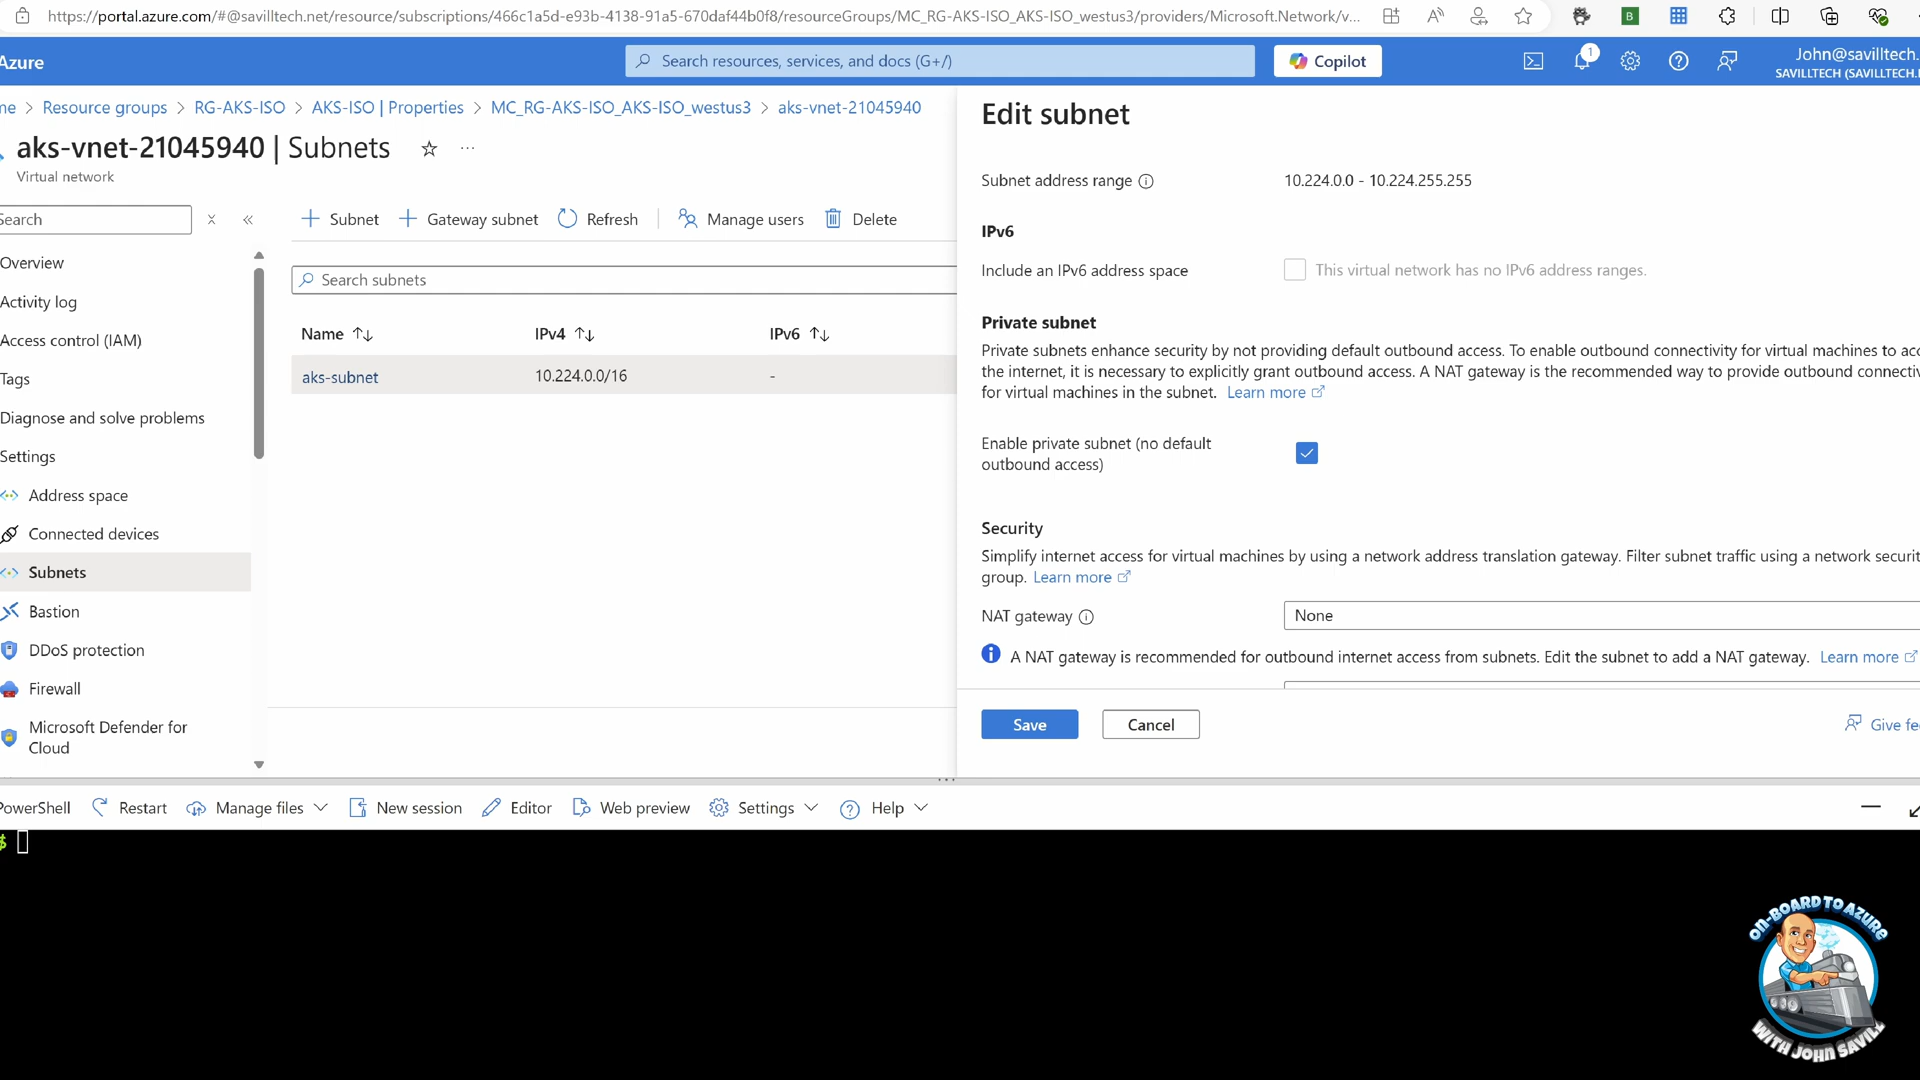 https://portal.azure.com/#@savilltech.net/resource/subscriptions/466c1a5d-e93b-4138-91a5-670daf44b0f8/resourceGroups/MC_RG-AKS-ISO_AKS-ISO_westus3/providers/Microsoft.Network/v...
Azure
Search resources, services, and docs (G+/)
Copilot
1
John@savilltech.
SAVILLTECH (SAVILLTECH.
me > Resource groups > RG-AKS-ISO > AKS-ISO | Properties > MC_RG-AKS-ISO_AKS-ISO_westus3 > aks-vnet-21045940
aks-vnet-21045940 | Subnets
Virtual network
Search
Subnet
Gateway subnet
Refresh
Manage users
Delete
Overview
Activity log
Access control (IAM)
Tags
Diagnose and solve problems
Settings
Address space
Connected devices
Subnets
Bastion
DDoS protection
Firewall
Microsoft Defender for
Cloud
Search subnets
Name IPv4 IPv6
aks-subnet 10.224.0.0/16 -
Edit subnet
Subnet address range 10.224.0.0 - 10.224.255.255
IPv6
Include an IPv6 address space This virtual network has no IPv6 address ranges.
Private subnet
Private subnets enhance security by not providing default outbound access. To enable outbound connectivity for virtual machines to acc
the internet, it is necessary to explicitly grant outbound access. A NAT gateway is the recommended way to provide outbound connectiv
for virtual machines in the subnet. Learn more
Enable private subnet (no default
outbound access)
Security
Simplify internet access for virtual machines by using a network address translation gateway. Filter subnet traffic using a network securit
group. Learn more
NAT gateway None
A NAT gateway is recommended for outbound internet access from subnets. Edit the subnet to add a NAT gateway. Learn more
Save
Cancel
Give fee
PowerShell
Restart
Manage files
New session
Editor
Web preview
Settings
Help
$
B
ON-BOARD TO AZURE
WITH JOHN SAVILL